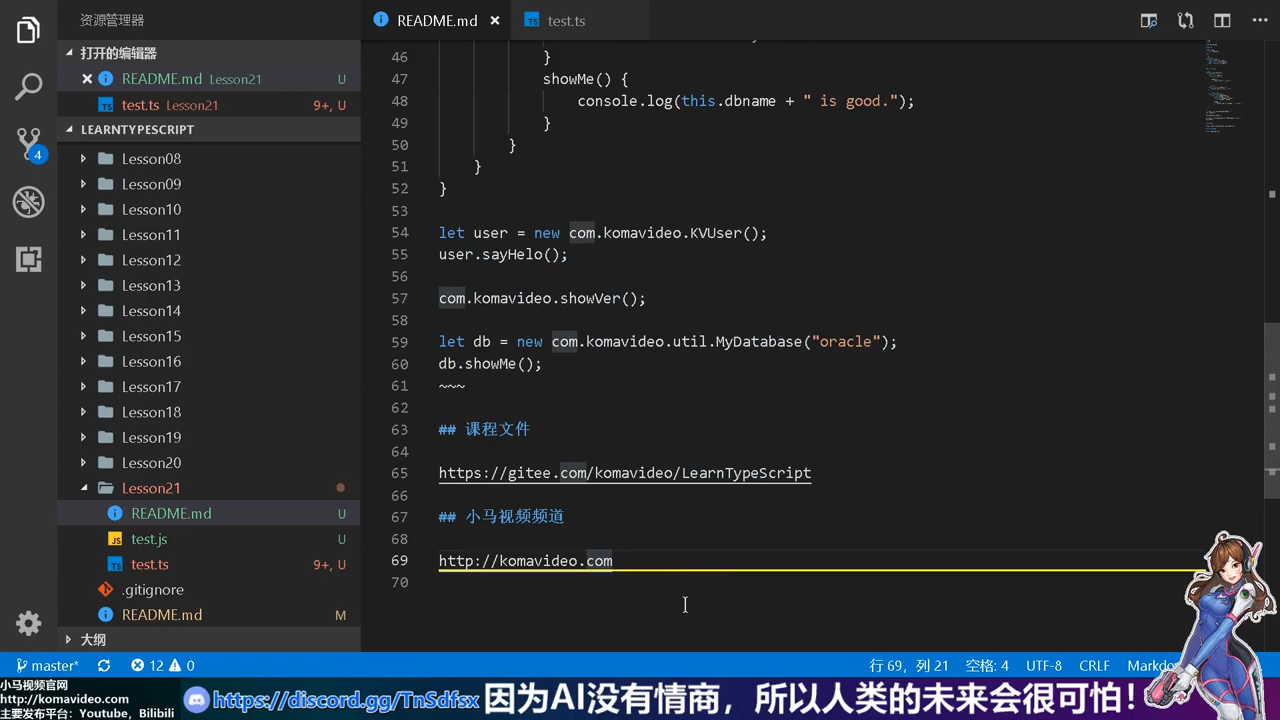 资源管理器
README.md
test.ts
打开的编辑器
README.md Lesson21 U
test.ts Lesson21 9+, U
LEARNTYPESCRIPT
Lesson08
Lesson09
Lesson10
Lesson11
Lesson12
Lesson13
Lesson14
Lesson15
Lesson16
Lesson17
Lesson18
Lesson19
Lesson20
Lesson21
README.md U
test.js U
test.ts 9+, U
.gitignore
README.md M
大纲
4
46 }
47 showMe() {
48 console.log(this.dbname + " is good.");
49 }
50 }
51 }
52 }
53
54 let user = new com.komavideo.KVUser();
55 user.sayHelo();
56
57 com.komavideo.showVer();
58
59 let db = new com.komavideo.util.MyDatabase("oracle");
60 db.showMe();
61 ~~~
62
63 ## 课程文件
64
65 https://gitee.com/komavideo/LearnTypeScript
66
67 ## 小马视频频道
68
69 http://komavideo.com
70
master* 12 0 行 69，列 21 空格: 4 UTF-8 CRLF
小马视频官网
http://komavideo.com
主要发布平台: Youtube, Bilibili
https://discord.gg/TnSdfsx 因为AI没有情商，所以人类的未来会很可怕！